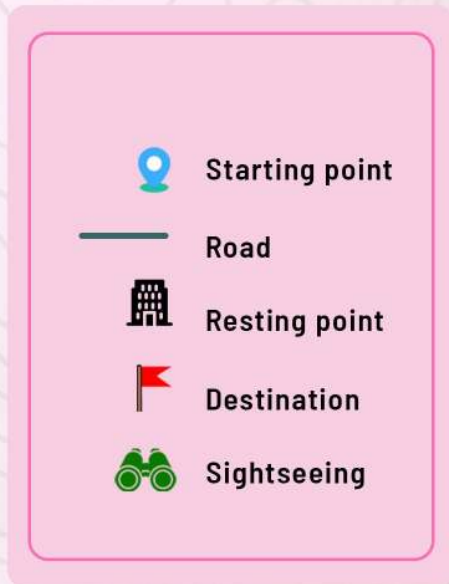 Starting point
Road
Resting point
Destination
Sightseeing